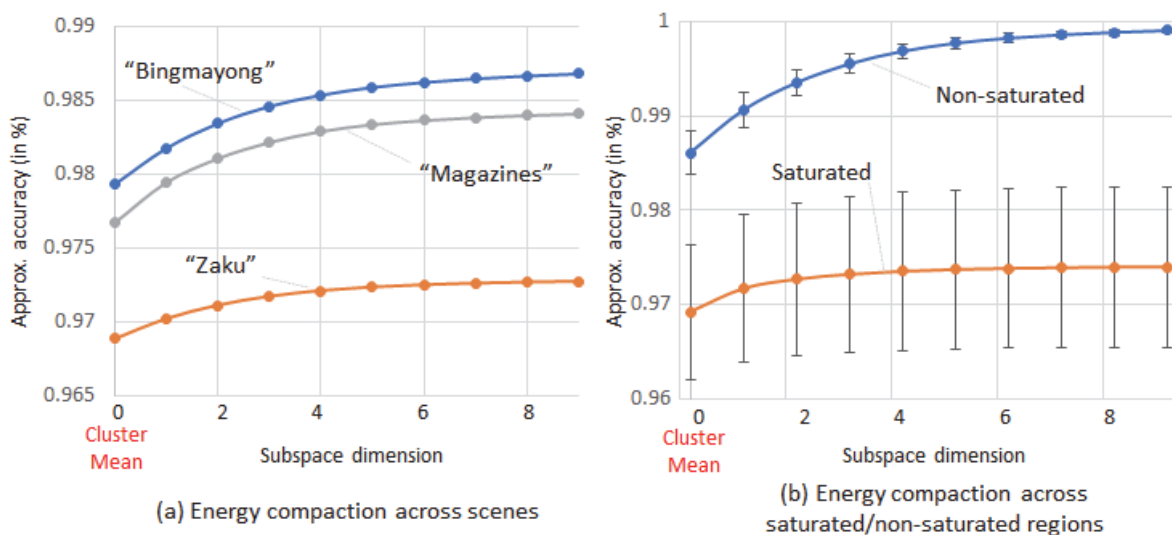 0.99
0.985
0.98
0.975
0.97
0.965
Approx. accuracy (in %)
"Bingmayong"
"Magazines"
"Zaku"
0 2 4 6 8
Cluster
Mean
Subspace dimension
(a) Energy compaction across scenes
1
0.99
0.98
0.97
0.96
Approx. accuracy (in %)
Non-saturated
Saturated
0 2 4 6 8
Cluster
Mean
Subspace dimension
(b) Energy compaction across
saturated/non-saturated regions